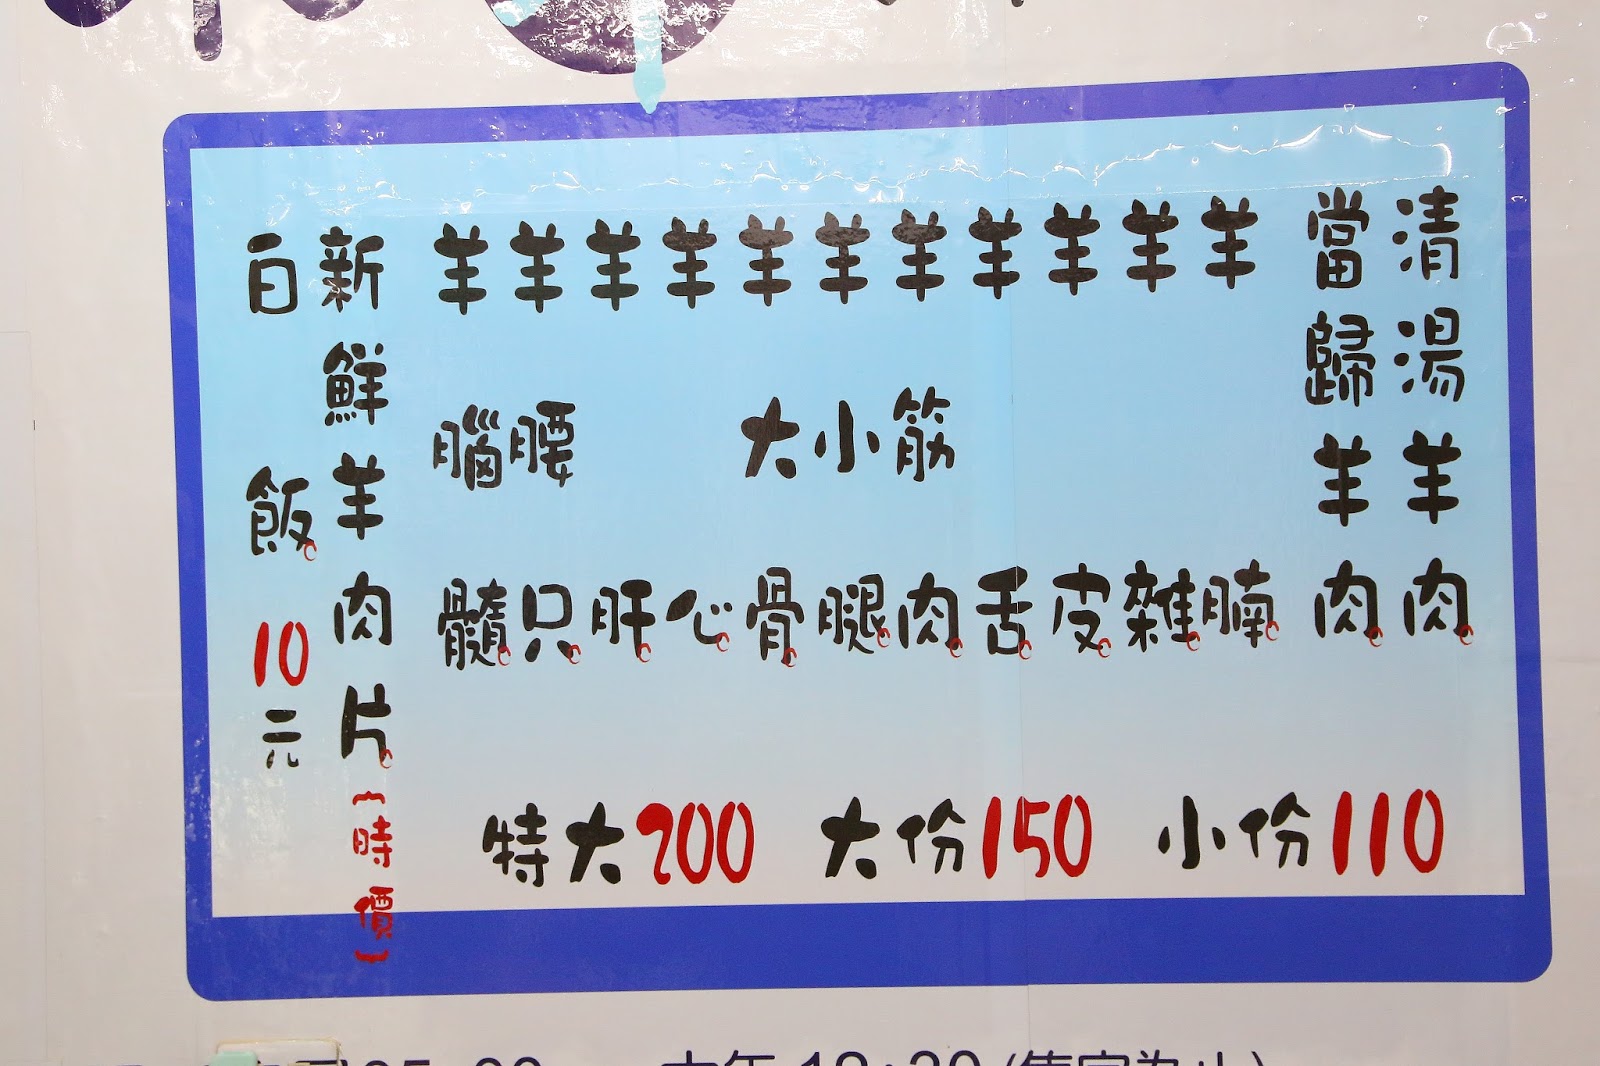 清湯羊肉
當歸羊肉
羊腩
羊雜
羊皮
羊舌
羊筋肉
羊小腿
羊大骨
羊心
羊肝
羊腰只
羊腦髓
特大200 大份150 小份110
新鮮羊肉片(時價)
白飯10元